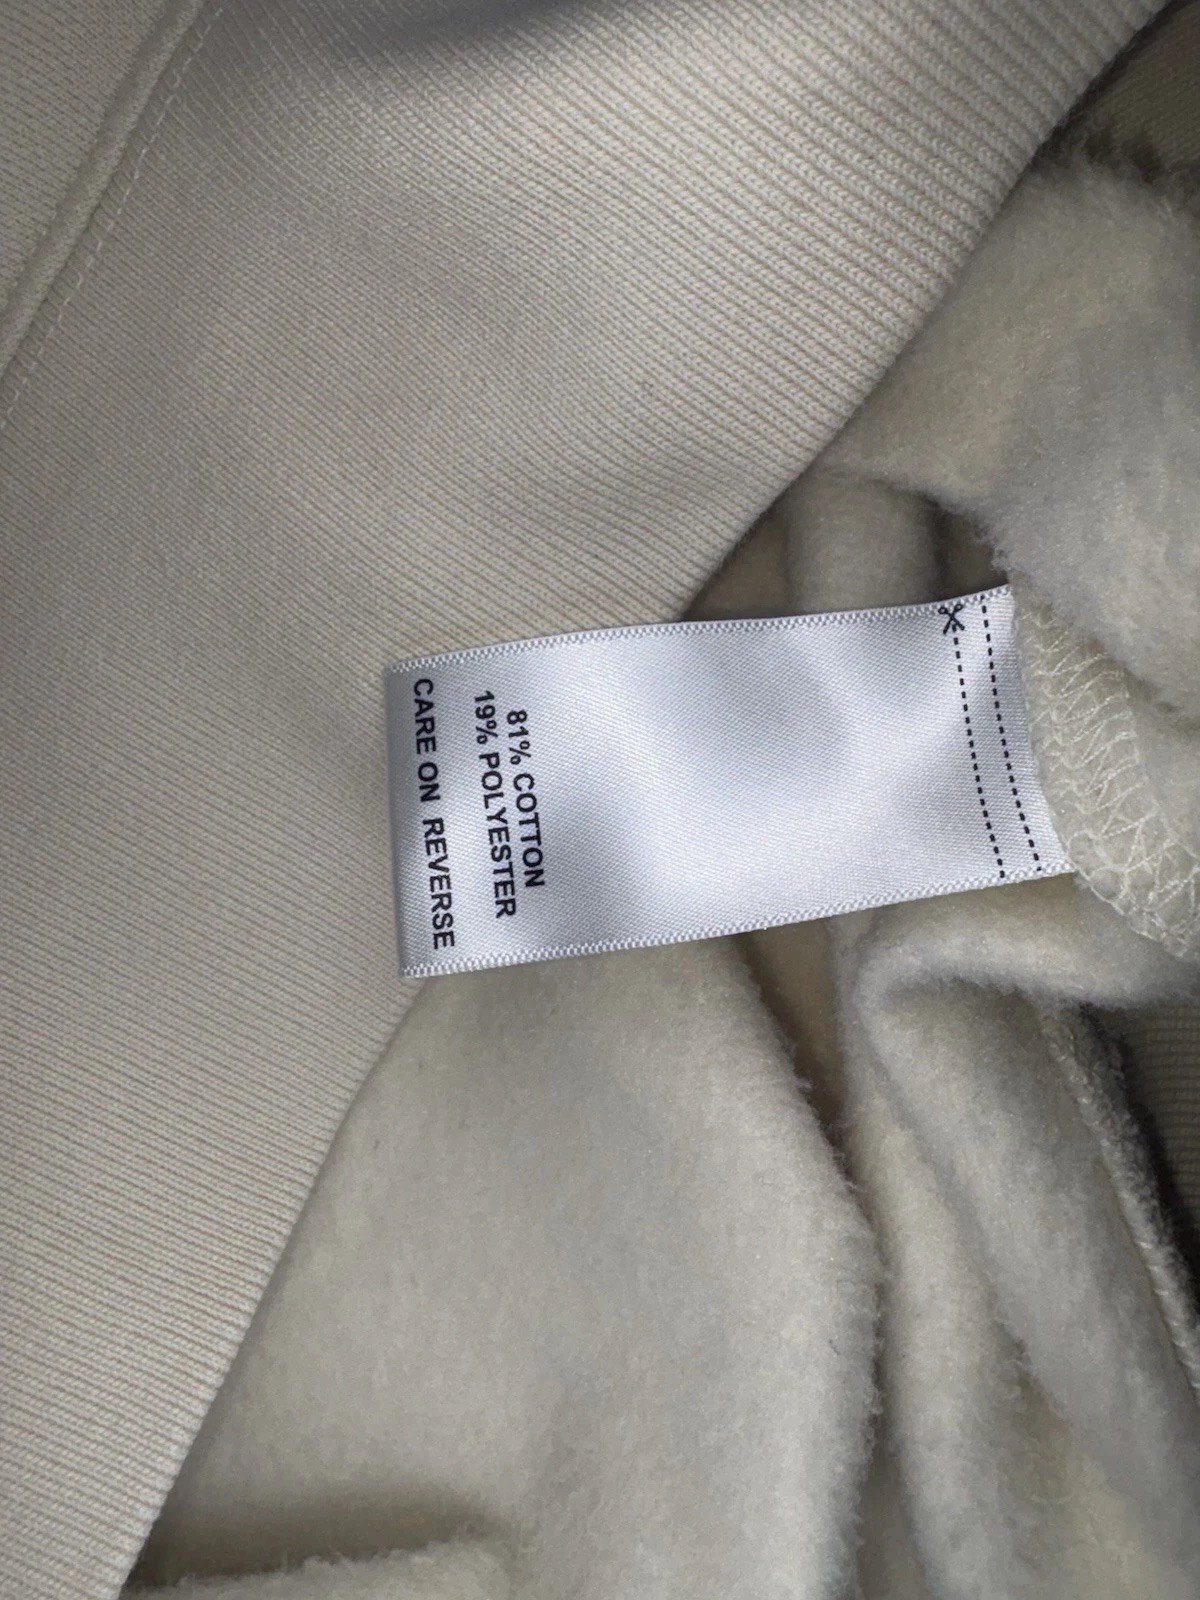 81% COTTON
19% POLYESTER
CARE ON REVERSE